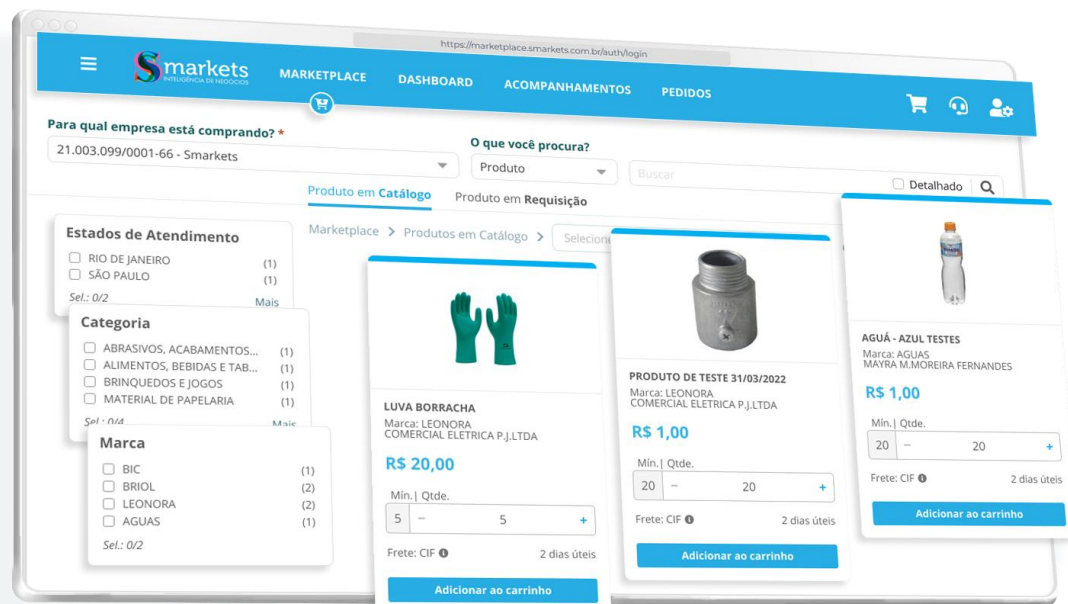 https://marketplace.smarkets.com.br/auth/login
Smarkets
INTELIGÊNCIA DE NEGÓCIOS
MARKETPLACE
DASHBOARD
ACOMPANHAMENTOS
PEDIDOS
Para qual empresa está comprando? *
21.003.099/0001-66 - Smarkets
O que você procura?
Produto
Buscar
Detalhado
Produto em Catálogo
Produto em Requisição
Marketplace > Produtos em Catálogo >
Selecione
Estados de Atendimento
RIO DE JANEIRO (1)
SÃO PAULO (1)
Sel.: 0/2 Mais
Categoria
ABRASIVOS, ACABAMENTOS... (1)
ALIMENTOS, BEBIDAS E TAB... (1)
BRINQUEDOS E JOGOS (1)
MATERIAL DE PAPELARIA (1)
Sel.: 0/4 Mais
Marca
BIC (1)
BRIOL (2)
LEONORA (2)
AGUAS (1)
Sel.: 0/2
LUVA BORRACHA
Marca: LEONORA
COMERCIAL ELETRICA P.J.LTDA
R$ 20,00
Mín.| Qtde.
5 − 5 +
Frete: CIF 2 dias úteis
Adicionar ao carrinho
PRODUTO DE TESTE 31/03/2022
Marca: LEONORA
COMERCIAL ELETRICA P.J.LTDA
R$ 1,00
Mín.| Qtde.
20 − 20 +
Frete: CIF 2 dias úteis
Adicionar ao carrinho
AGUÁ - AZUL TESTES
Marca: AGUAS
MAYRA M.MOREIRA FERNANDES
R$ 1,00
Mín.| Qtde.
20 − 20 +
Frete: CIF 2 dias úteis
Adicionar ao carrinho